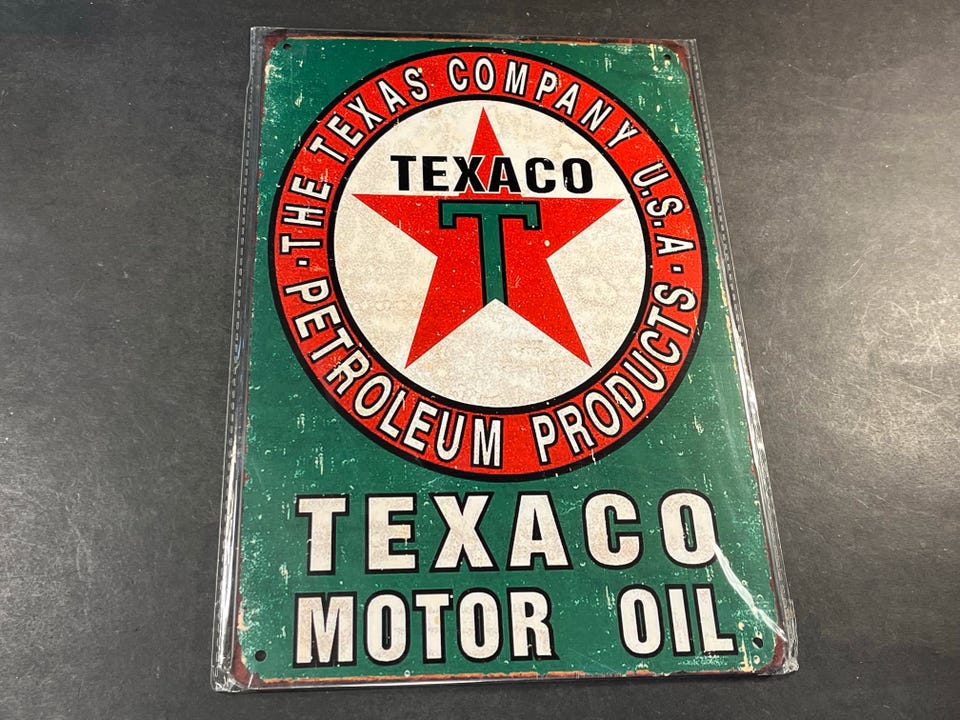 ·THE TEXAS COMPANY U.S.A·
PETROLEUM PRODUCTS
TEXACO
T
TEXACO
MOTOR OIL